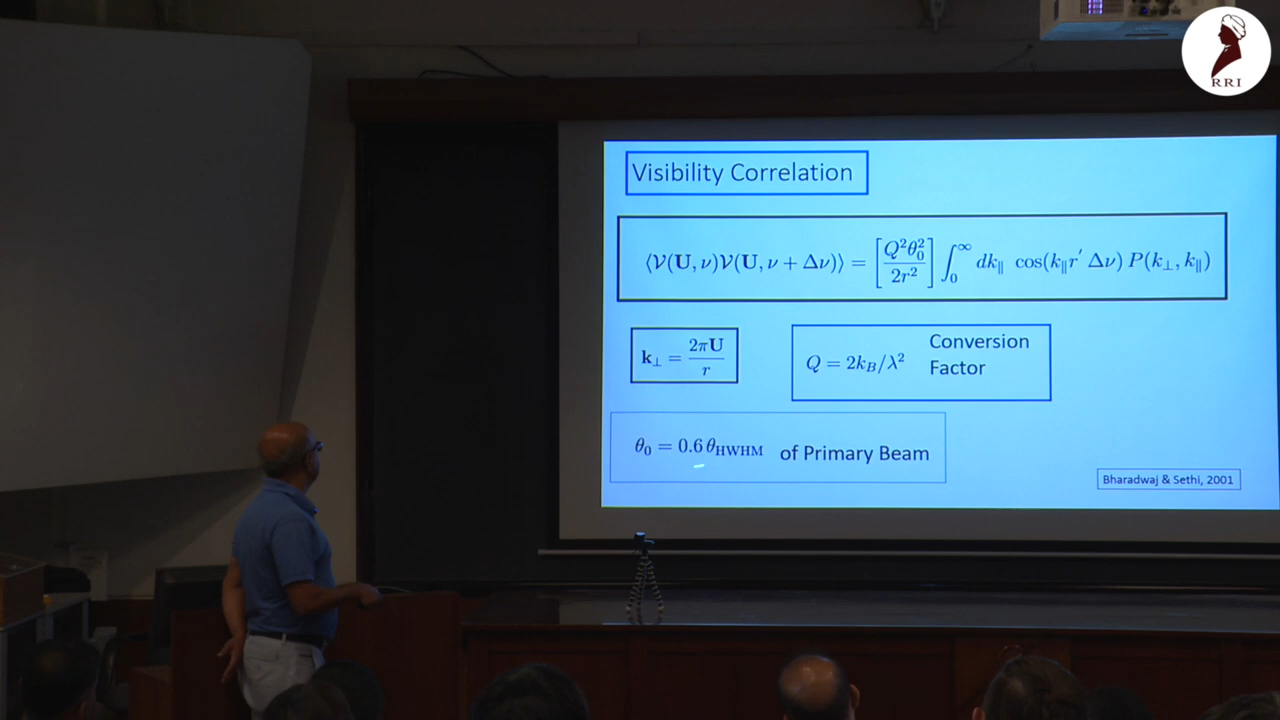 RRI
Visibility Correlation
⟨𝒱(U, ν)𝒱(U, ν + Δν)⟩ = [Q²θ₀²/2r²] ∫₀^∞ dk∥ cos(k∥r′ Δν) P(k⊥, k∥)
k⊥ = 2πU/r
Q = 2k_B/λ² Conversion Factor
θ₀ = 0.6 θ_HWHM of Primary Beam
Bharadwaj & Sethi, 2001